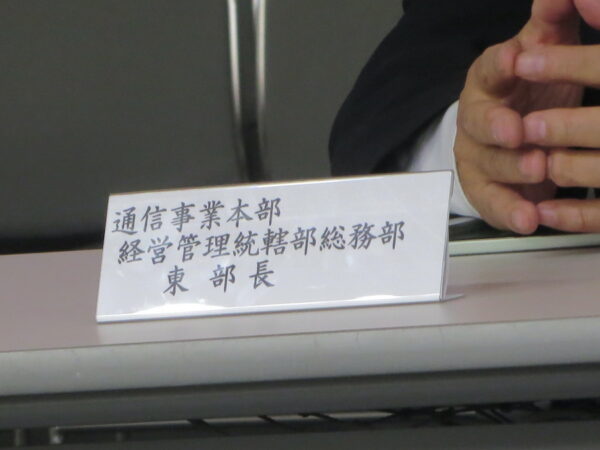 通信事業本部
経営管理統轄部総務部
東 部 長